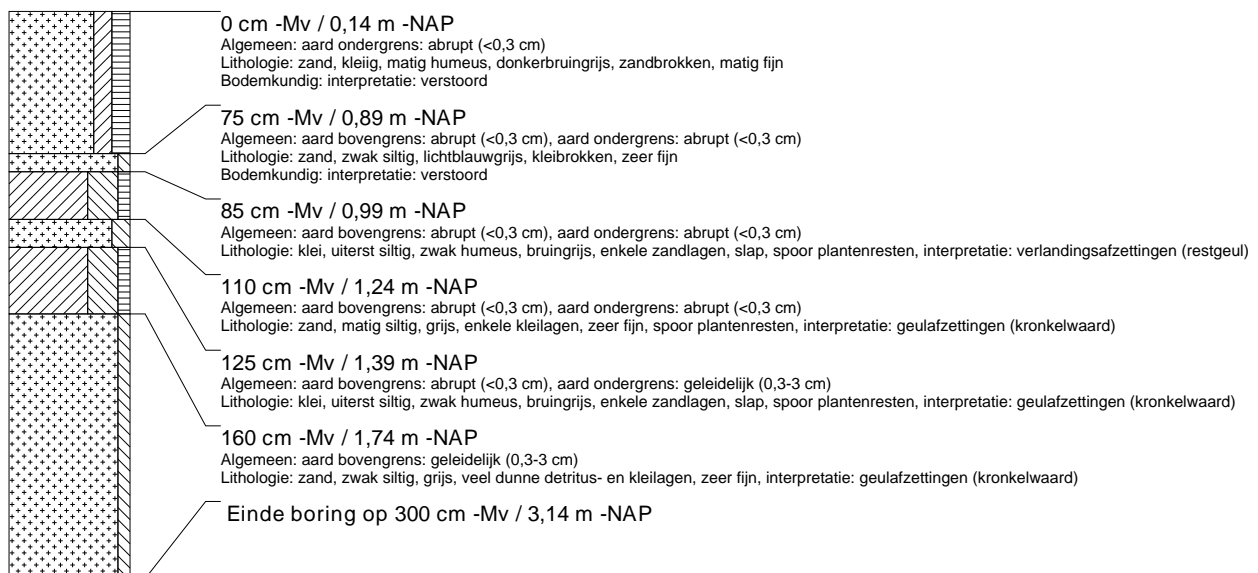 0 cm -Mv / 0,14 m -NAP
Algemeen: aard ondergrens: abrupt (<0,3 cm)
Lithologie: zand, kleiig, matig humeus, donkerbruingrijs, zandbrokken, matig fijn
Bodemkundig: interpretatie: verstoord
75 cm -Mv / 0,89 m -NAP
Algemeen: aard bovengrens: abrupt (<0,3 cm), aard ondergrens: abrupt (<0,3 cm)
Lithologie: zand, zwak siltig, lichtblauwgrijs, kleibrokken, zeer fijn
Bodemkundig: interpretatie: verstoord
85 cm -Mv / 0,99 m -NAP
Algemeen: aard bovengrens: abrupt (<0,3 cm), aard ondergrens: abrupt (<0,3 cm)
Lithologie: klei, uiterst siltig, zwak humeus, bruingrijs, enkele zandlagen, slap, spoor plantenresten, interpretatie: verlandingsafzettingen (restgeul)
110 cm -Mv / 1,24 m -NAP
Algemeen: aard bovengrens: abrupt (<0,3 cm), aard ondergrens: abrupt (<0,3 cm)
Lithologie: zand, matig siltig, grijs, enkele kleilagen, zeer fijn, spoor plantenresten, interpretatie: geulafzettingen (kronkelwaard)
125 cm -Mv / 1,39 m -NAP
Algemeen: aard bovengrens: abrupt (<0,3 cm), aard ondergrens: geleidelijk (0,3-3 cm)
Lithologie: klei, uiterst siltig, zwak humeus, bruingrijs, enkele zandlagen, slap, spoor plantenresten, interpretatie: geulafzettingen (kronkelwaard)
160 cm -Mv / 1,74 m -NAP
Algemeen: aard bovengrens: geleidelijk (0,3-3 cm)
Lithologie: zand, zwak siltig, grijs, veel dunne detritus- en kleilagen, zeer fijn, interpretatie: geulafzettingen (kronkelwaard)
Einde boring op 300 cm -Mv / 3,14 m -NAP